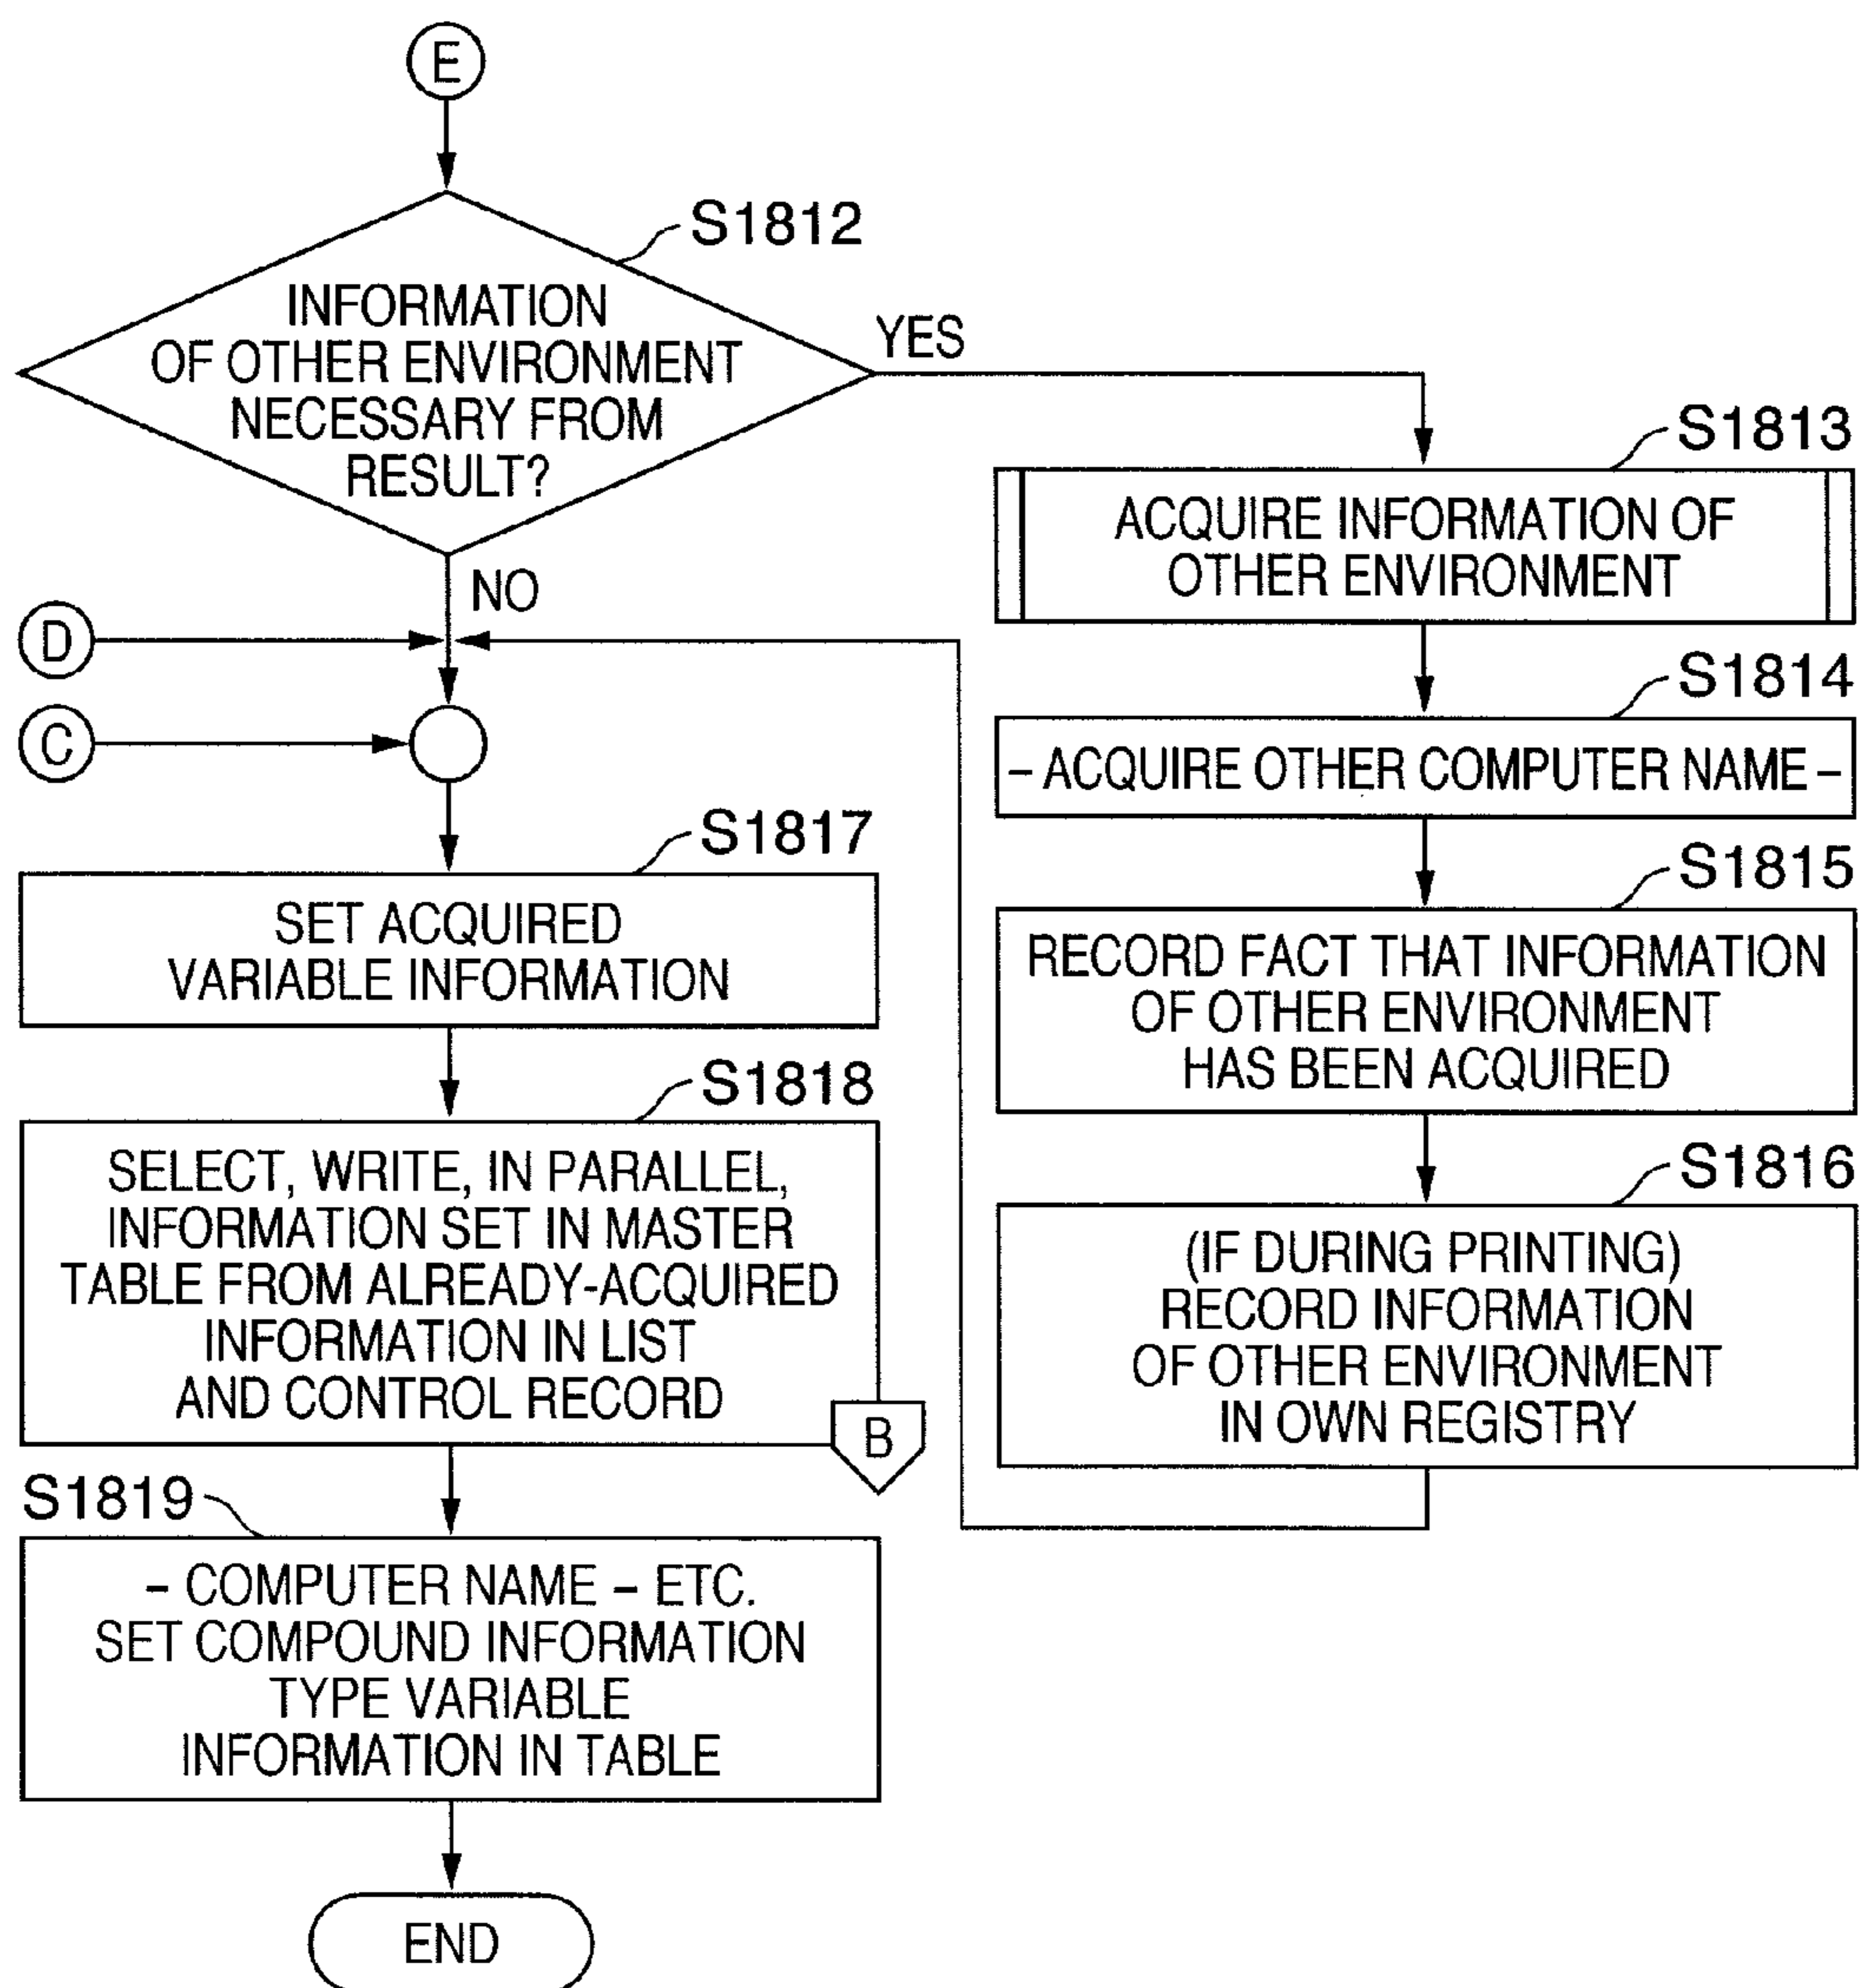 E
S1812
INFORMATION
OF OTHER ENVIRONMENT
NECESSARY FROM
RESULT?
YES
NO
D
C
S1813
ACQUIRE INFORMATION OF
OTHER ENVIRONMENT
S1814
– ACQUIRE OTHER COMPUTER NAME –
S1815
RECORD FACT THAT INFORMATION
OF OTHER ENVIRONMENT
HAS BEEN ACQUIRED
S1816
(IF DURING PRINTING)
RECORD INFORMATION
OF OTHER ENVIRONMENT
IN OWN REGISTRY
S1817
SET ACQUIRED
VARIABLE INFORMATION
S1818
SELECT, WRITE, IN PARALLEL,
INFORMATION SET IN MASTER
TABLE FROM ALREADY-ACQUIRED
INFORMATION IN LIST
AND CONTROL RECORD
B
S1819
– COMPUTER NAME – ETC.
SET COMPOUND INFORMATION
TYPE VARIABLE
INFORMATION IN TABLE
END